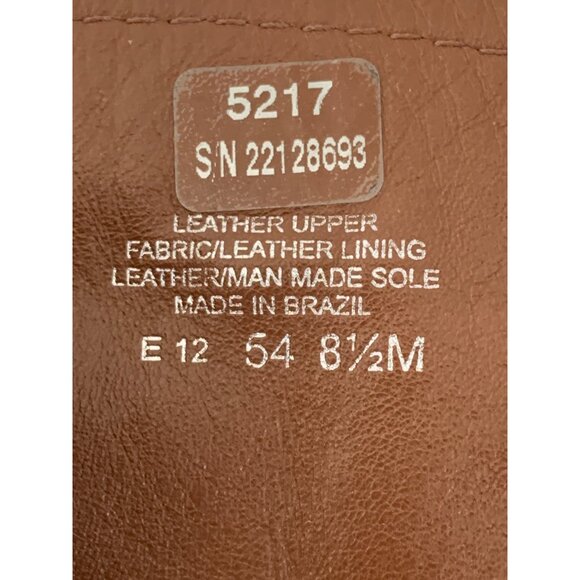 5217
S/N 22128693
LEATHER UPPER
FABRIC/LEATHER LINING
LEATHER/MAN MADE SOLE
MADE IN BRAZIL
E 12 54 8½M